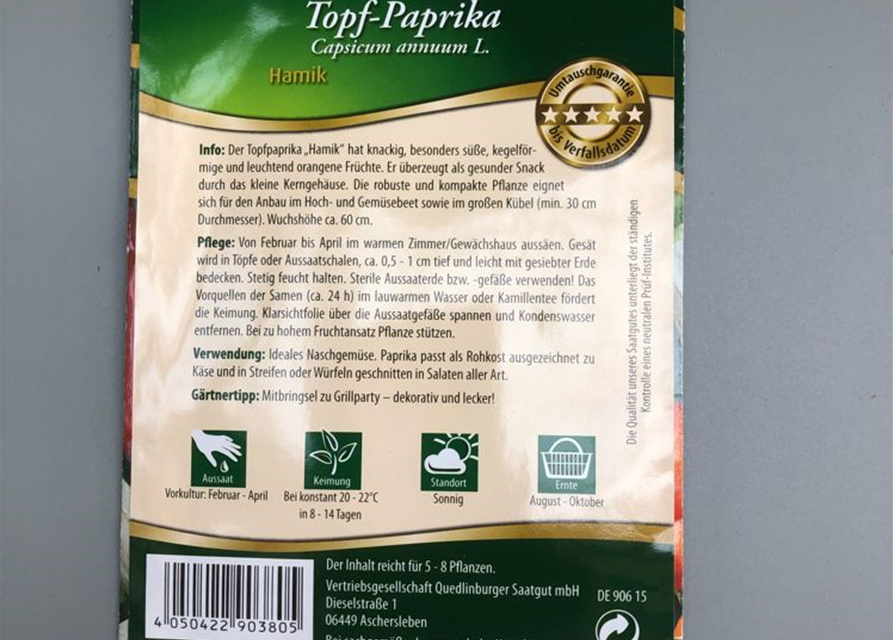 Topf-Paprika
Capsicum annuum L.
Hamik
Umtauschgarantie
bis Verfallsdatum
Info: Der Topfpaprika „Hamik" hat knackig, besonders süße, kegelför-
mige und leuchtend orangene Früchte. Er überzeugt als gesunder Snack
durch das kleine Kerngehäuse. Die robuste und kompakte Pflanze eignet
sich für den Anbau im Hoch- und Gemüsebeet sowie im großen Kübel (min. 30 cm
Durchmesser). Wuchshöhe ca. 60 cm.
Pflege: Von Februar bis April im warmen Zimmer/Gewächshaus aussäen. Gesät
wird in Töpfe oder Aussaatschalen, ca. 0,5 - 1 cm tief und leicht mit gesiebter Erde
bedecken. Stetig feucht halten. Sterile Aussaaterde bzw. -gefäße verwenden! Das
Vorquellen der Samen (ca. 24 h) im lauwarmen Wasser oder Kamillentee fördert
die Keimung. Klarsichtfolie über die Aussaatgefäße spannen und Kondenswasser
entfernen. Bei zu hohem Fruchtansatz Pflanze stützen.
Verwendung: Ideales Naschgemüse. Paprika passt als Rohkost ausgezeichnet zu
Käse und in Streifen oder Würfeln geschnitten in Salaten aller Art.
Gärtnertipp: Mitbringsel zu Grillparty – dekorativ und lecker!
Die Qualität unseres Saatgutes unterliegt der ständigen
Kontrolle eines neutralen Prüf-Institutes.
Aussaat
Vorkultur: Februar - April
Keimung
Bei konstant 20 - 22°C
in 8 - 14 Tagen
Standort
Sonnig
Ernte
August - Oktober
4 050422 903805
Der Inhalt reicht für 5 - 8 Pflanzen.
Vertriebsgesellschaft Quedlinburger Saatgut mbH
Dieselstraße 1
06449 Aschersleben
DE 906 15